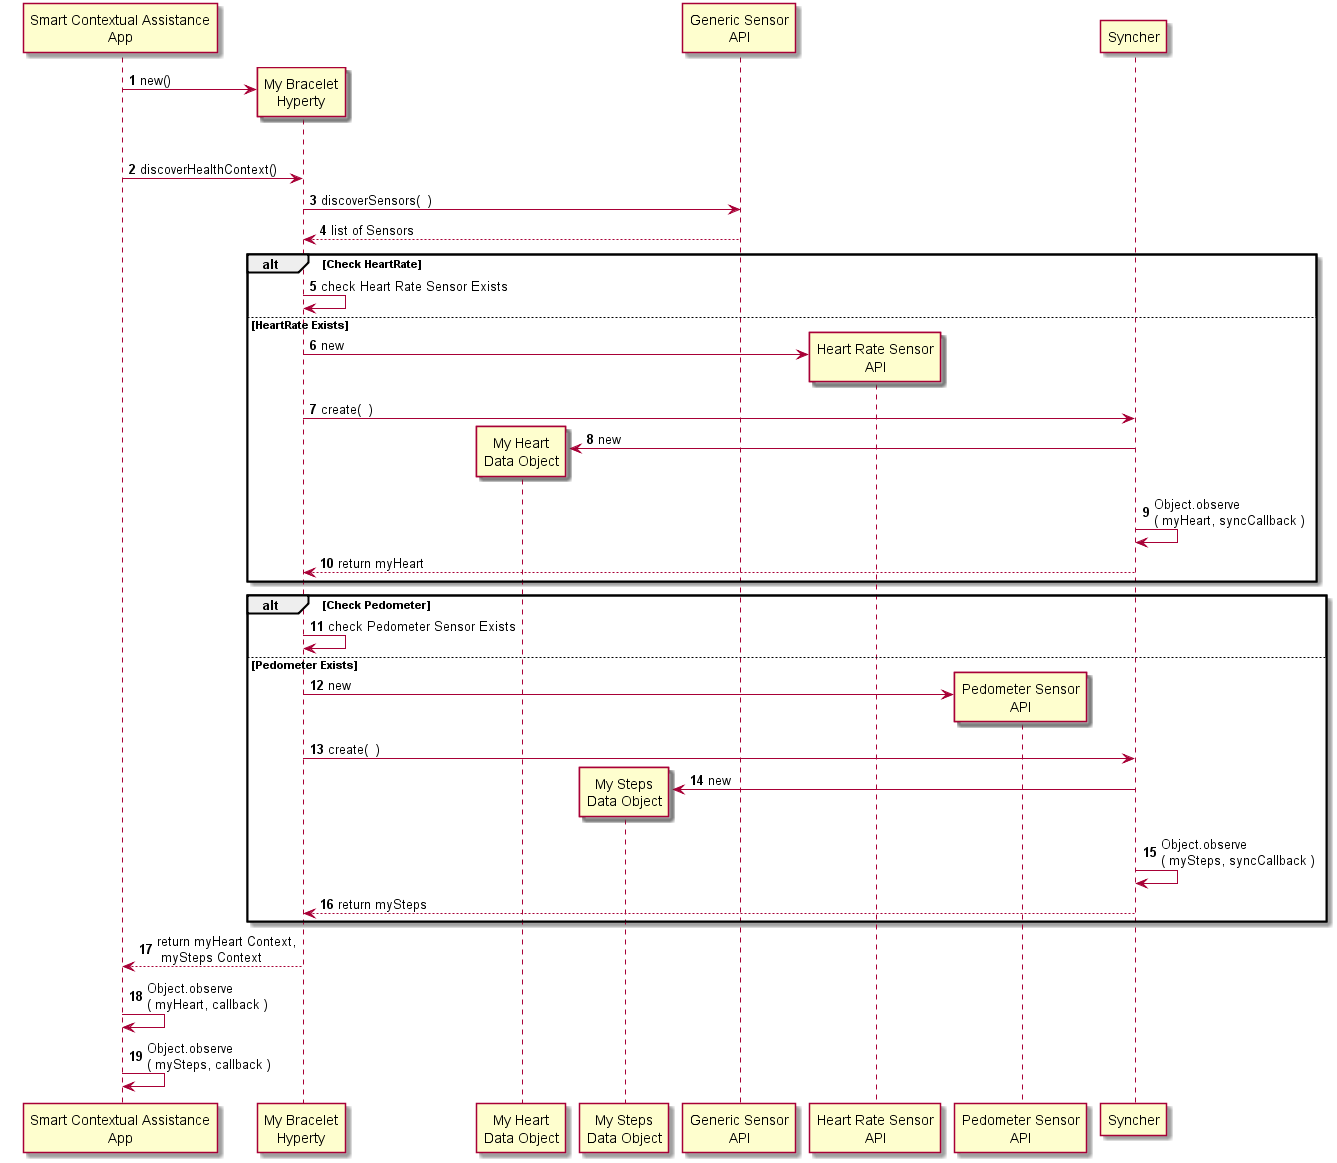 Smart Contextual Assistance
App
Generic Sensor
API
Syncher
1 new()
My Bracelet
Hyperty
2 discoverHealthContext()
3 discoverSensors(  )
4 list of Sensors
alt [Check HeartRate]
5 check Heart Rate Sensor Exists
[HeartRate Exists]
6 new
Heart Rate Sensor
API
7 create(  )
My Heart
Data Object
8 new
9 Object.observe
( myHeart, syncCallback )
10 return myHeart
alt [Check Pedometer]
11 check Pedometer Sensor Exists
[Pedometer Exists]
12 new
Pedometer Sensor
API
13 create(  )
My Steps
Data Object
14 new
15 Object.observe
( mySteps, syncCallback )
16 return mySteps
17 return myHeart Context,
mySteps Context
18 Object.observe
( myHeart, callback )
19 Object.observe
( mySteps, callback )
Smart Contextual Assistance
App
My Bracelet
Hyperty
My Heart
Data Object
My Steps
Data Object
Generic Sensor
API
Heart Rate Sensor
API
Pedometer Sensor
API
Syncher